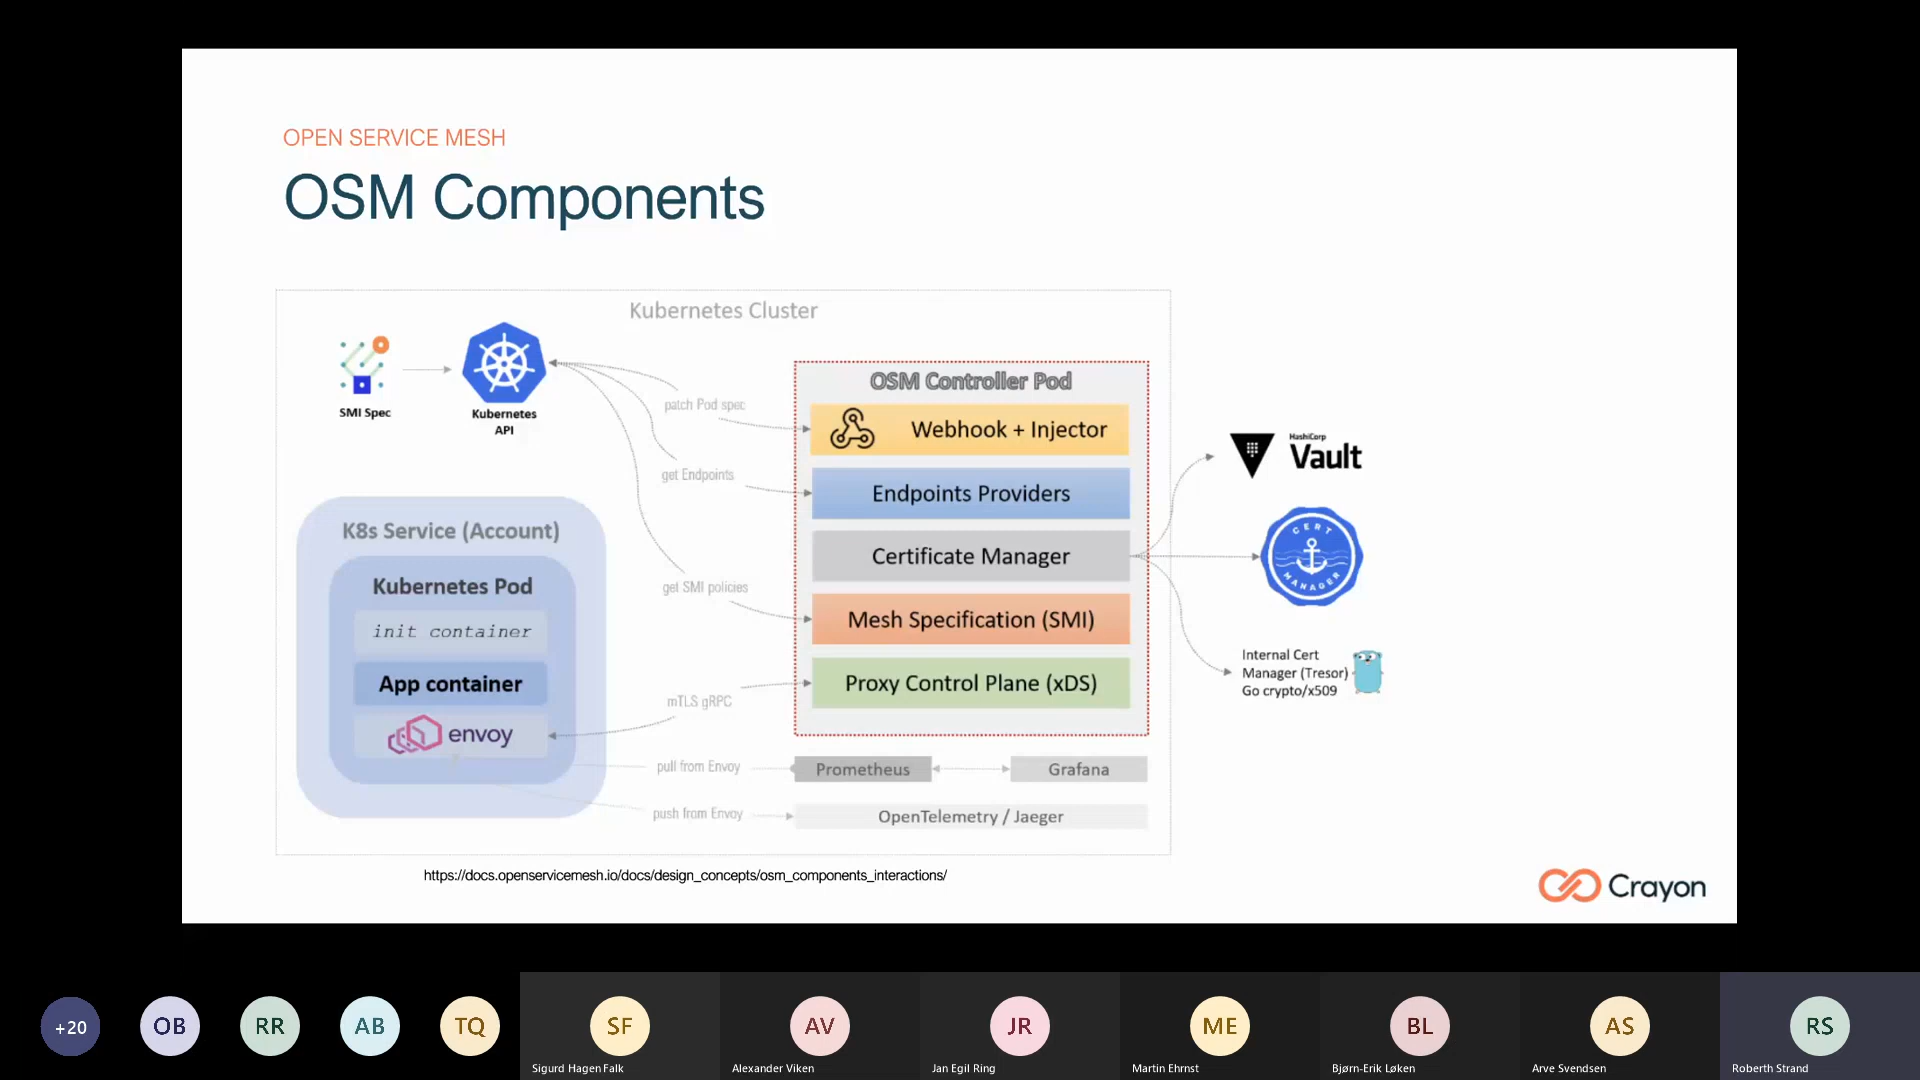 OPEN SERVICE MESH
OSM Components
Kubernetes Cluster
SMI Spec
Kubernetes
API
patch Pod spec
get Endpoints
get SMI policies
mTLS gRPC
pull from Envoy
push from Envoy
K8s Service (Account)
Kubernetes Pod
init container
App container
envoy
OSM Controller Pod
Webhook + Injector
Endpoints Providers
Certificate Manager
Mesh Specification (SMI)
Proxy Control Plane (xDS)
Prometheus
Grafana
OpenTelemetry / Jaeger
HashiCorp
Vault
CERT
MANAGER
Internal Cert
Manager (Tresor)
Go crypto/x509
https://docs.openservicemesh.io/docs/design_concepts/osm_components_interactions/
Crayon
+20
OB
RR
AB
TQ
SF
Sigurd Hagen Falk
AV
Alexander Viken
JR
Jan Egil Ring
ME
Martin Ehrnst
BL
Bjørn-Erik Løken
AS
Arve Svendsen
RS
Roberth Strand